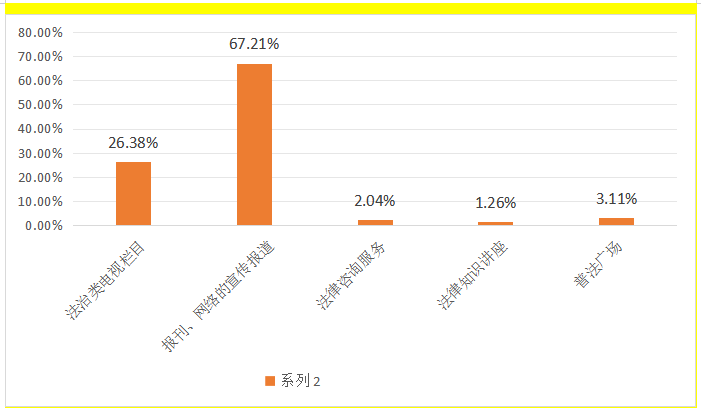 80.00%
70.00%
60.00%
50.00%
40.00%
30.00%
20.00%
10.00%
0.00%
26.38%
67.21%
2.04%
1.26%
3.11%
法治类电视栏目
报刊、网络的宣传报道
法律咨询服务
法律知识讲座
普法广场
系列2